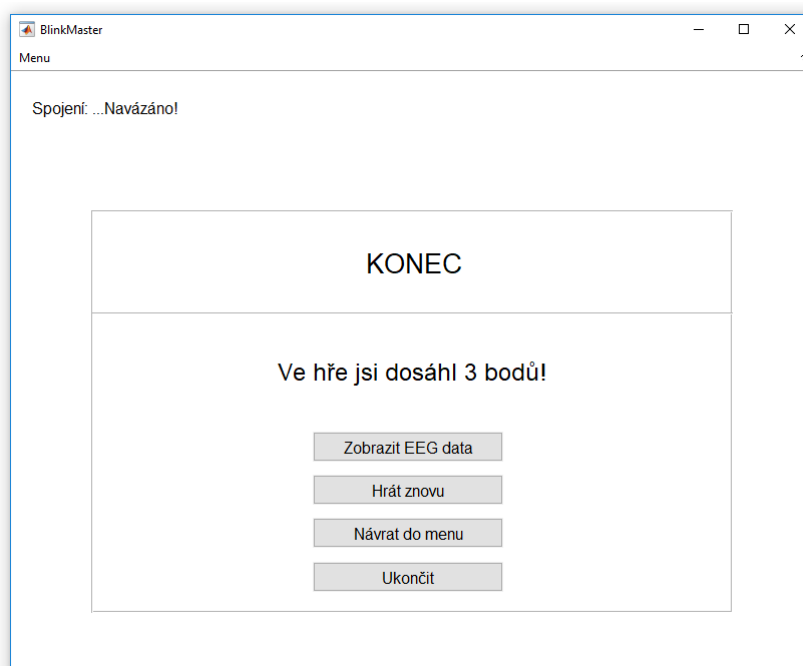 BlinkMaster
Menu
Spojení: ...Navázáno!
KONEC
Ve hře jsi dosáhl 3 bodů!
Zobrazit EEG data
Hrát znovu
Návrat do menu
Ukončit